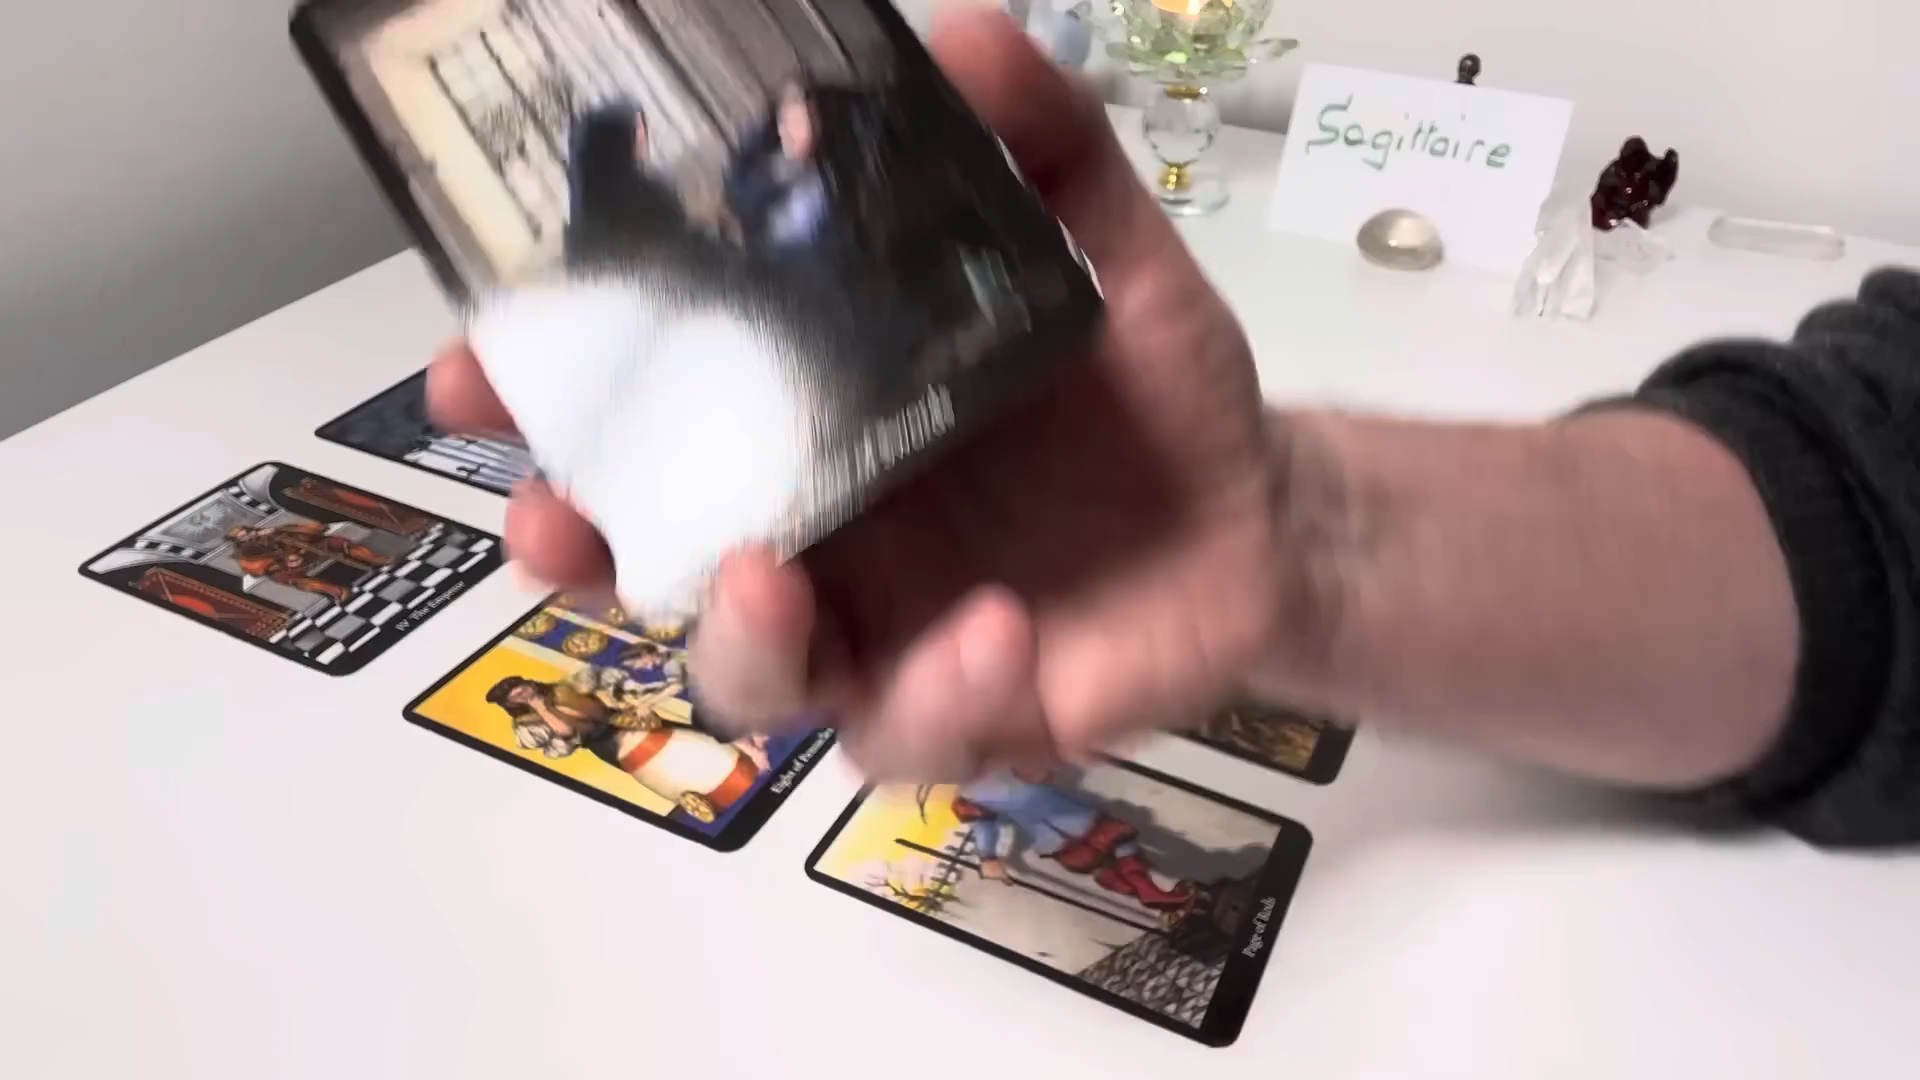 Sagittaire
IV The Emperor
Eight of Pentacles
Page of Rods